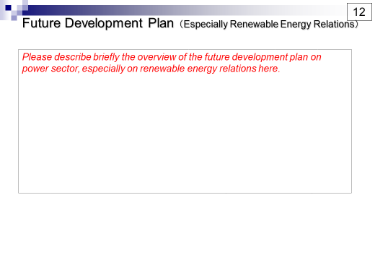 12
Future Development Plan（Especially Renewable Energy Relations）
Please describe briefly the overview of the future development plan on
power sector, especially on renewable energy relations here.